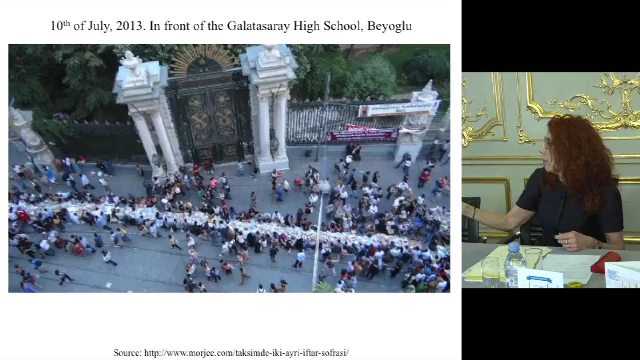 10th of July, 2013. In front of the Galatasaray High School, Beyoglu
Source: http://www.morjee.com/taksimde-iki-ayri-iftar-sofrasi/